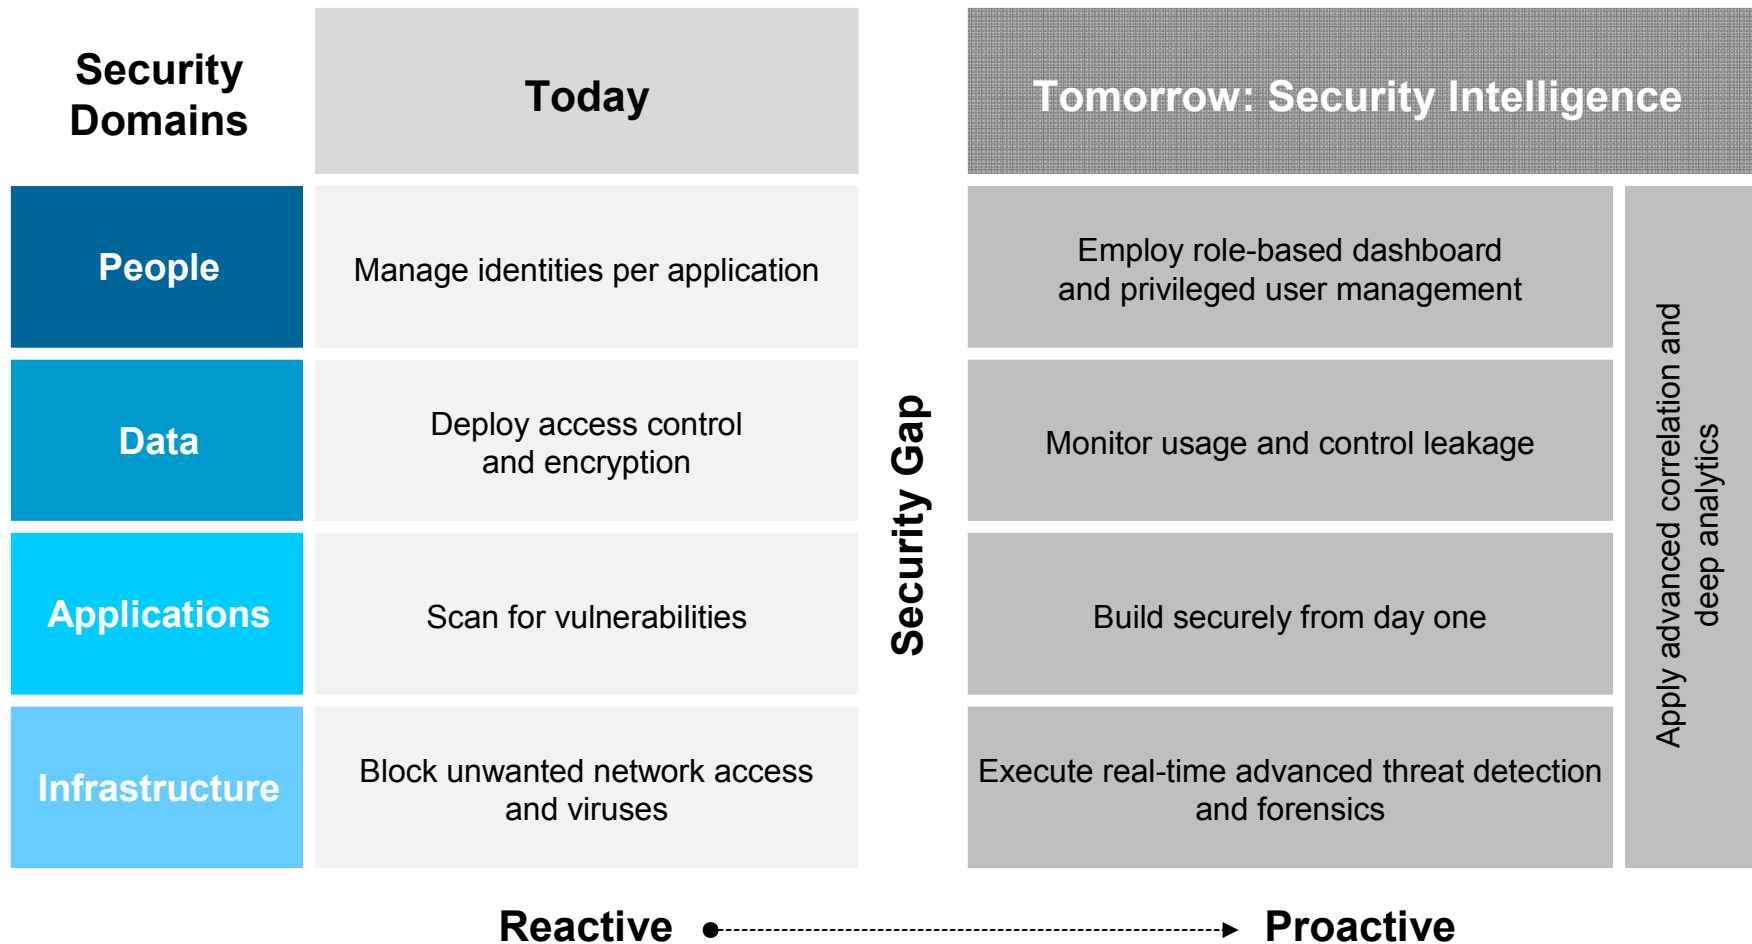 Security
Domains
Today
Tomorrow: Security Intelligence
People
Manage identities per application
Employ role-based dashboard
and privileged user management
Data
Deploy access control
and encryption
Monitor usage and control leakage
Applications
Scan for vulnerabilities
Build securely from day one
Infrastructure
Block unwanted network access
and viruses
Execute real-time advanced threat detection
and forensics
Security Gap
Apply advanced correlation and
deep analytics
Reactive
Proactive